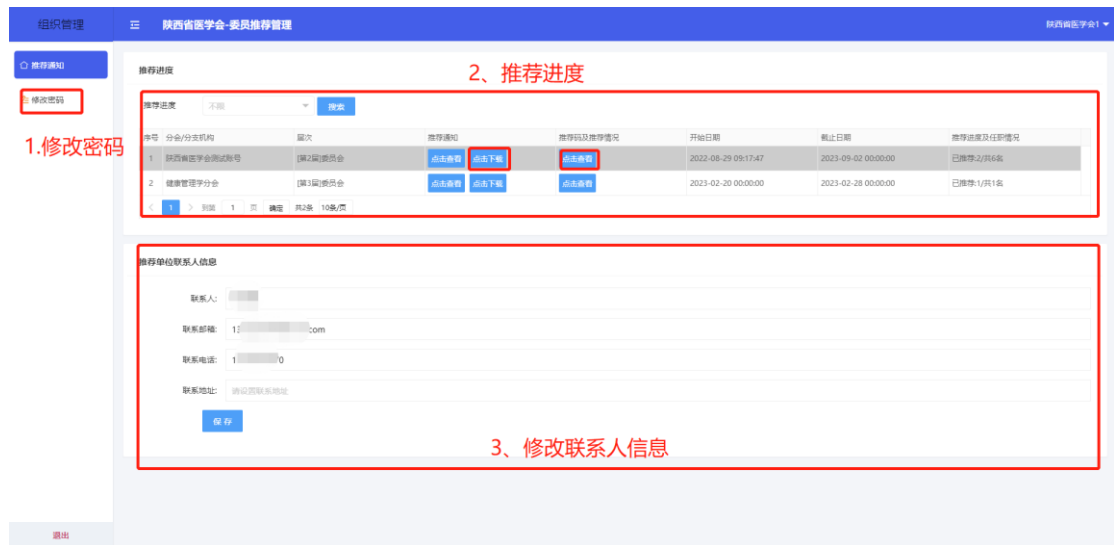 组织管理
陕西省医学会-委员推荐管理
陕西省医学会1
推荐通知
修改密码
1.修改密码
推荐进度
2、推荐进度
推荐进度 不限 搜索
序号 分会/分支机构 届次 推荐通知 推荐码及推荐情况 开始日期 截止日期 推荐进度及任职情况
1 陕西省医学会测试账号 [第2届]委员会 点击查看 点击下载 点击查看 2022-08-29 09:17:47 2023-09-02 00:00:00 已推荐:2/共6名
2 健康管理学分会 [第3届]委员会 点击查看 点击下载 点击查看 2023-02-20 00:00:00 2023-02-28 00:00:00 已推荐:1/共1名
< 1 > 到第 1 页 确定 共2条 10条/页
推荐单位联系人信息
联系人:
联系邮箱: 13 com
联系电话: 1 0
联系地址: 请设置联系地址
保存
3、修改联系人信息
退出